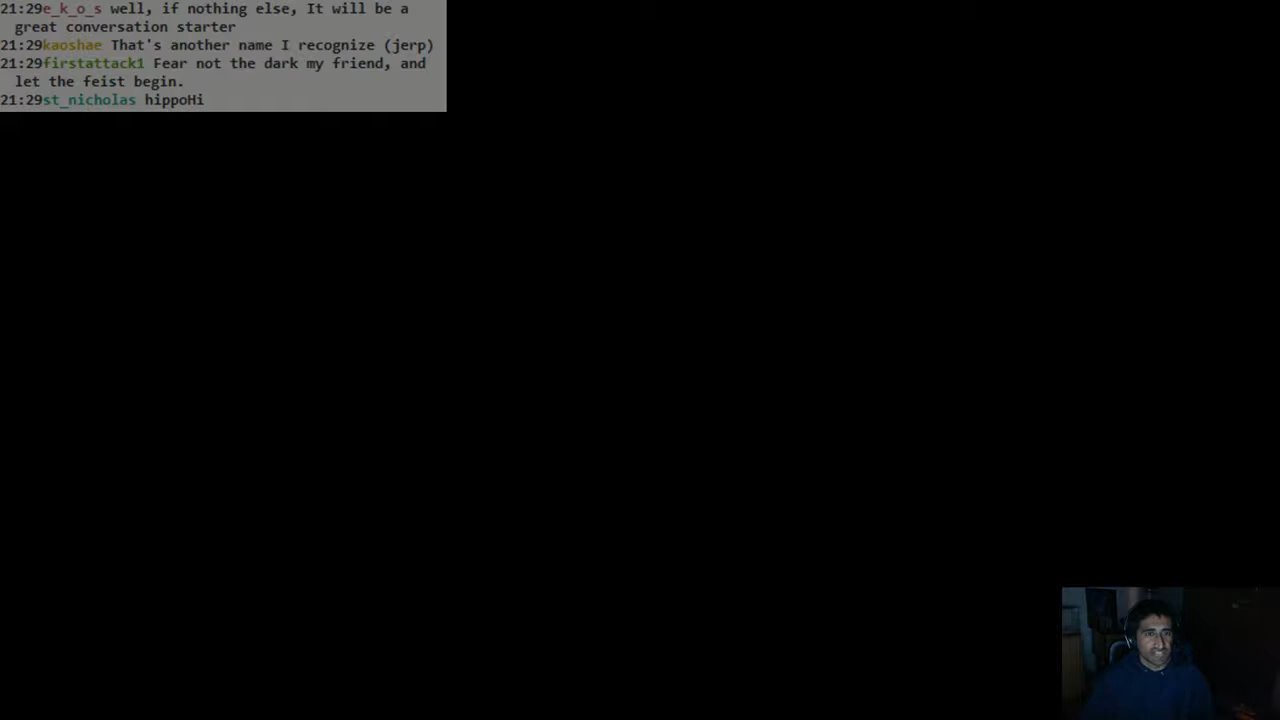 21:29e_k_o_s well, if nothing else, It will be a
great conversation starter
21:29kaoshae That's another name I recognize (jerp)
21:29firstattack1 Fear not the dark my friend, and
let the feist begin.
21:29st_nicholas hippoHi